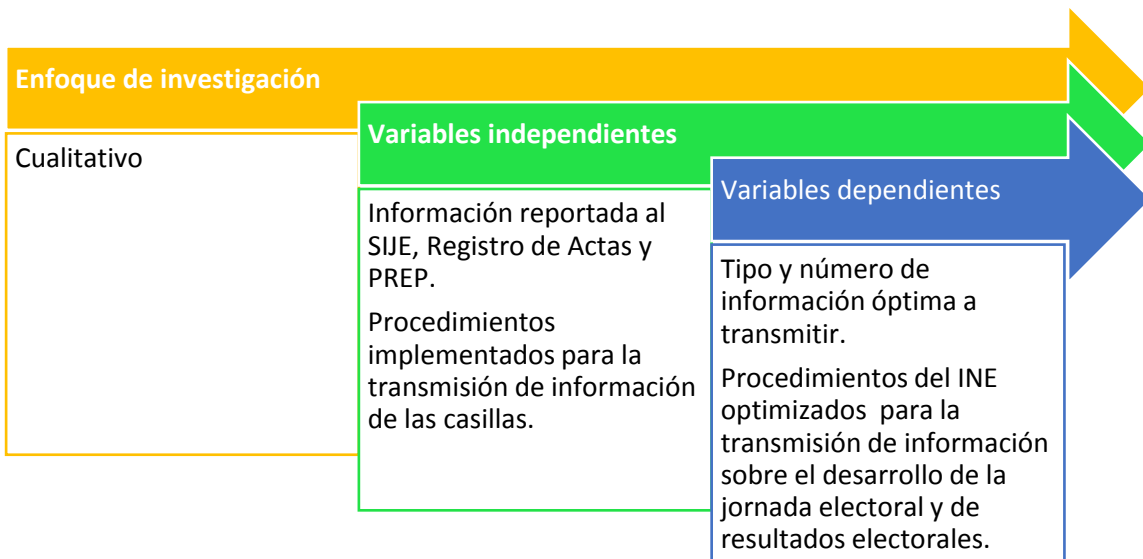 Enfoque de investigación
Cualitativo
Variables independientes
Información reportada al
SIJE, Registro de Actas y
PREP.
Procedimientos
implementados para la
transmisión de información
de las casillas.
Variables dependientes
Tipo y número de
información óptima a
transmitir.
Procedimientos del INE
optimizados para la
transmisión de información
sobre el desarrollo de la
jornada electoral y de
resultados electorales.